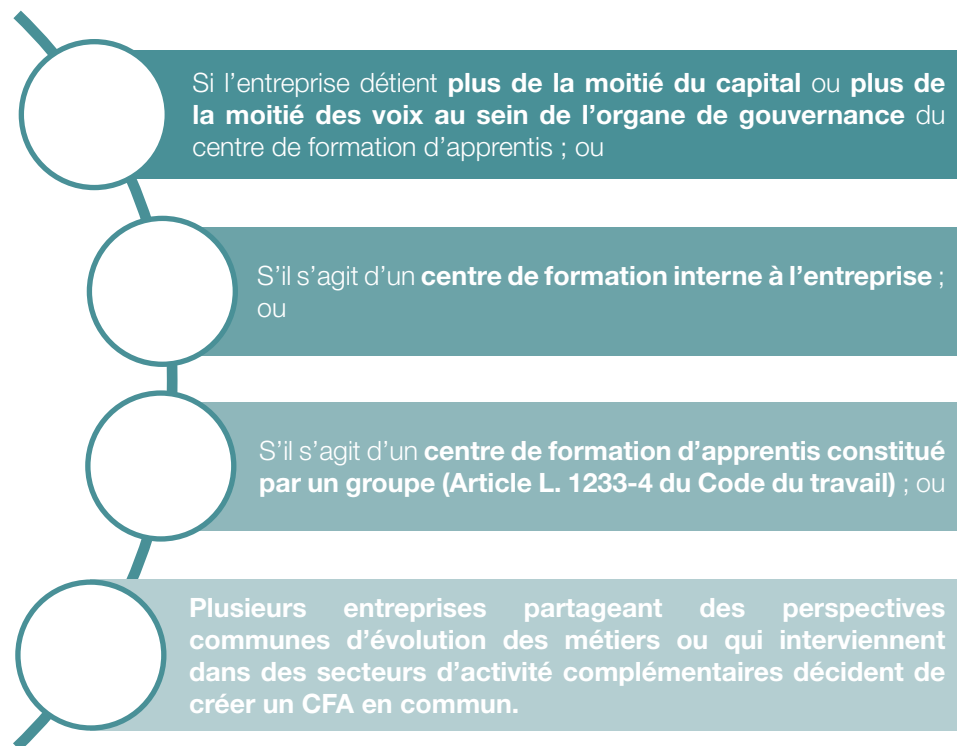 Si l’entreprise détient plus de la moitié du capital ou plus de
la moitié des voix au sein de l’organe de gouvernance du
centre de formation d’apprentis ; ou
S’il s’agit d’un centre de formation interne à l’entreprise ;
ou
S’il s’agit d’un centre de formation d’apprentis constitué
par un groupe (Article L. 1233-4 du Code du travail) ; ou
Plusieurs entreprises partageant des perspectives
communes d’évolution des métiers ou qui interviennent
dans des secteurs d’activité complémentaires décident de
créer un CFA en commun.